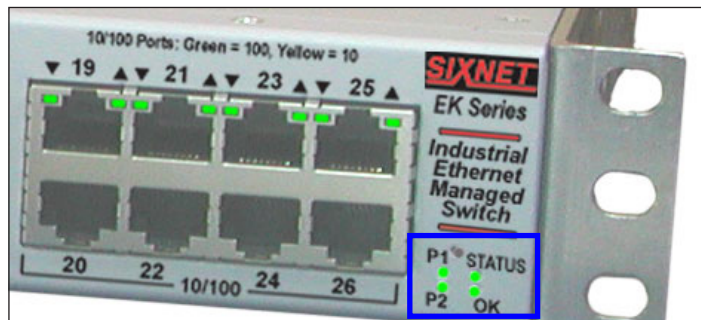 10/100 Ports: Green = 100, Yellow = 10
▼ 19 ▲ ▼ 21 ▲ ▼ 23 ▲ ▼ 25 ▲
SIXNET
EK Series
Industrial
Ethernet
Managed
Switch
P1 STATUS
P2 OK
20 22 24 26
10/100